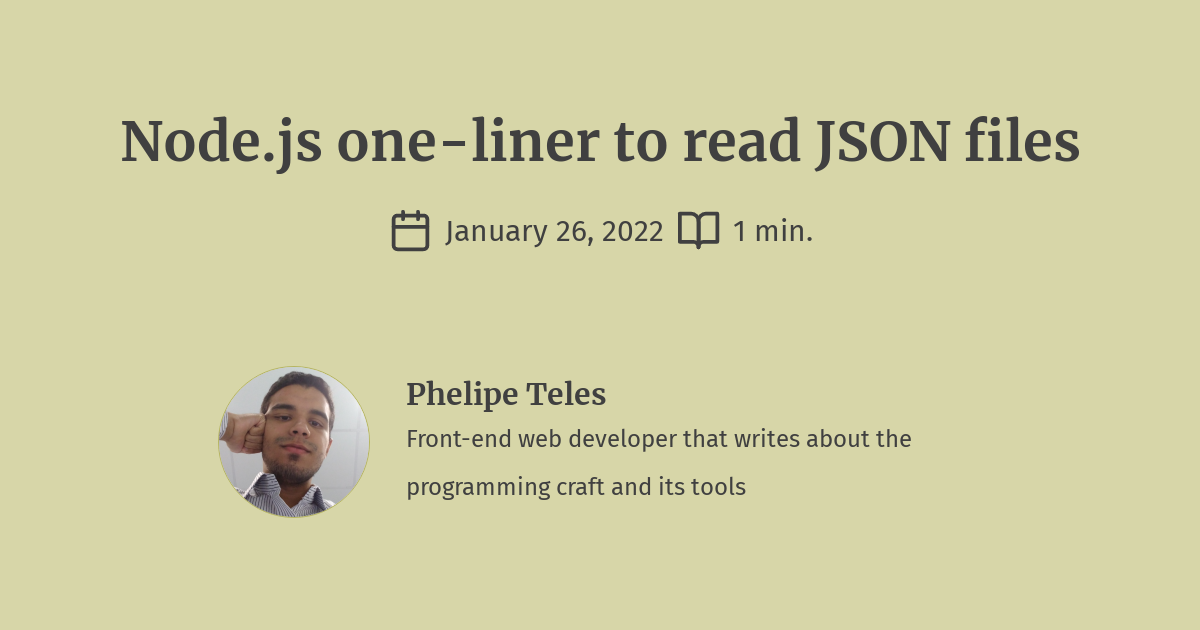 Node.js one-liner to read JSON files
January 26, 2022 1 min.
Phelipe Teles
Front-end web developer that writes about the
programming craft and its tools